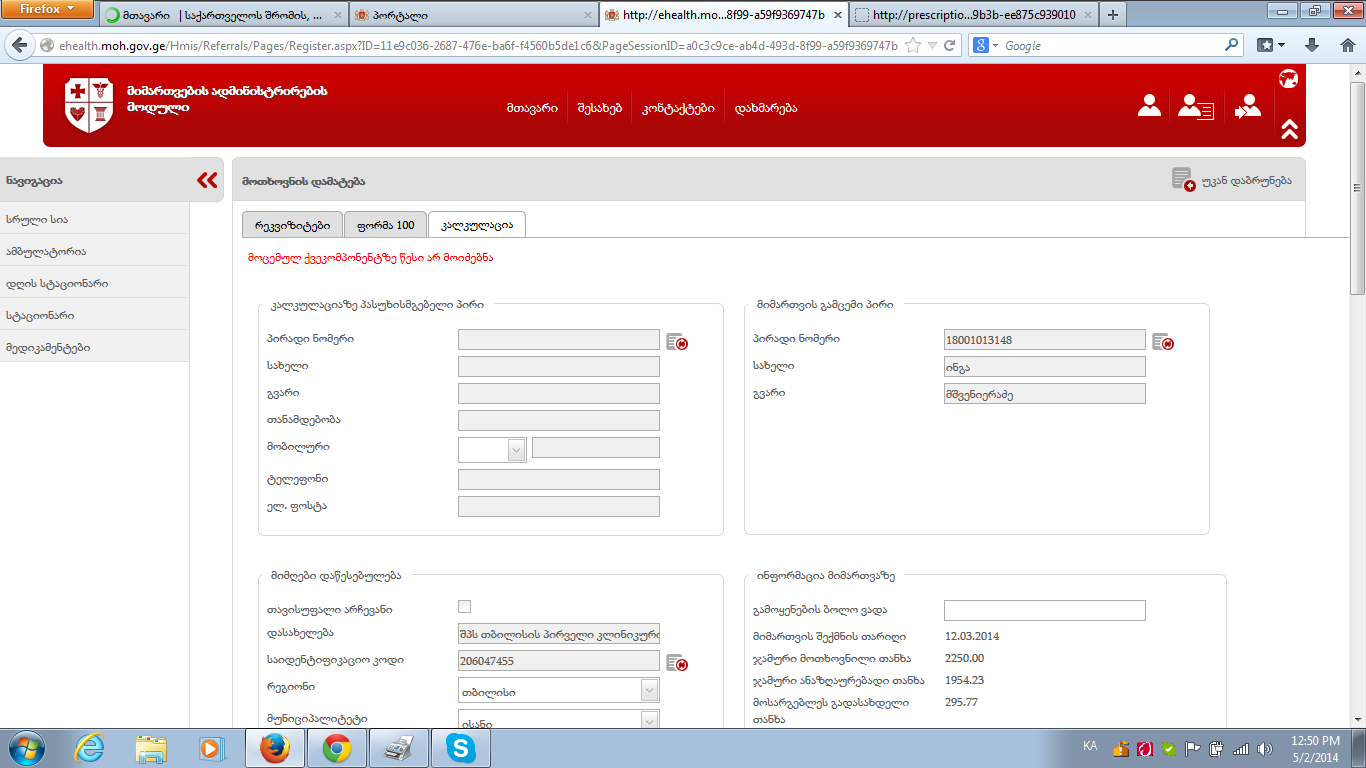 Firefox
მთავარი | საქართველოს შრომის, ...
პორტალი
http://ehealth.mo...8f99-a59f9369747b
http://prescriptio...9b3b-ee875c939010
ehealth.moh.gov.ge/Hmis/Referrals/Pages/Register.aspx?ID=11e9c036-2687-476e-ba6f-f4560b5de1c6&PageSessionID=a0c3c9ce-ab4d-493d-8f99-a59f9369747b
Google
მიმართვების ადმინისტრირების
მოდული
მთავარი
შესახებ
კონტაქტები
დახმარება
ნავიგაცია
სრული სია
ამბულატორია
დღის სტაციონარი
სტაციონარი
მედიკამენტები
მოთხოვნის დამატება
უკან დაბრუნება
რეკვიზიტები
ფორმა 100
კალკულაცია
მოცემულ ქვეკომპონენტზე წესი არ მოიძებნა
კალკულაციაზე პასუხისმგებელი პირი
პირადი ნომერი
სახელი
გვარი
თანამდებობა
მობილური
ტელეფონი
ელ. ფოსტა
მიმართვის გამცემი პირი
პირადი ნომერი 18001013148
სახელი ინგა
გვარი მშვენიერაძე
მიმღები დაწესებულება
თავისუფალი არჩევანი
დასახელება შპს თბილისის პირველი კლინიკური
საიდენტიფიკაციო კოდი 206047455
რეგიონი თბილისი
მუნიციპალიტეტი ისანი
ინფორმაცია მიმართვაზე
გამოყენების ბოლო ვადა
მიმართვის შექმნის თარიღი 12.03.2014
ჯამური მოთხოვნილი თანხა 2250.00
ჯამური ანაზღაურებადი თანხა 1954.23
მოსარგებლეს გადასახდელი 295.77
თანხა
KA
12:50 PM
5/2/2014